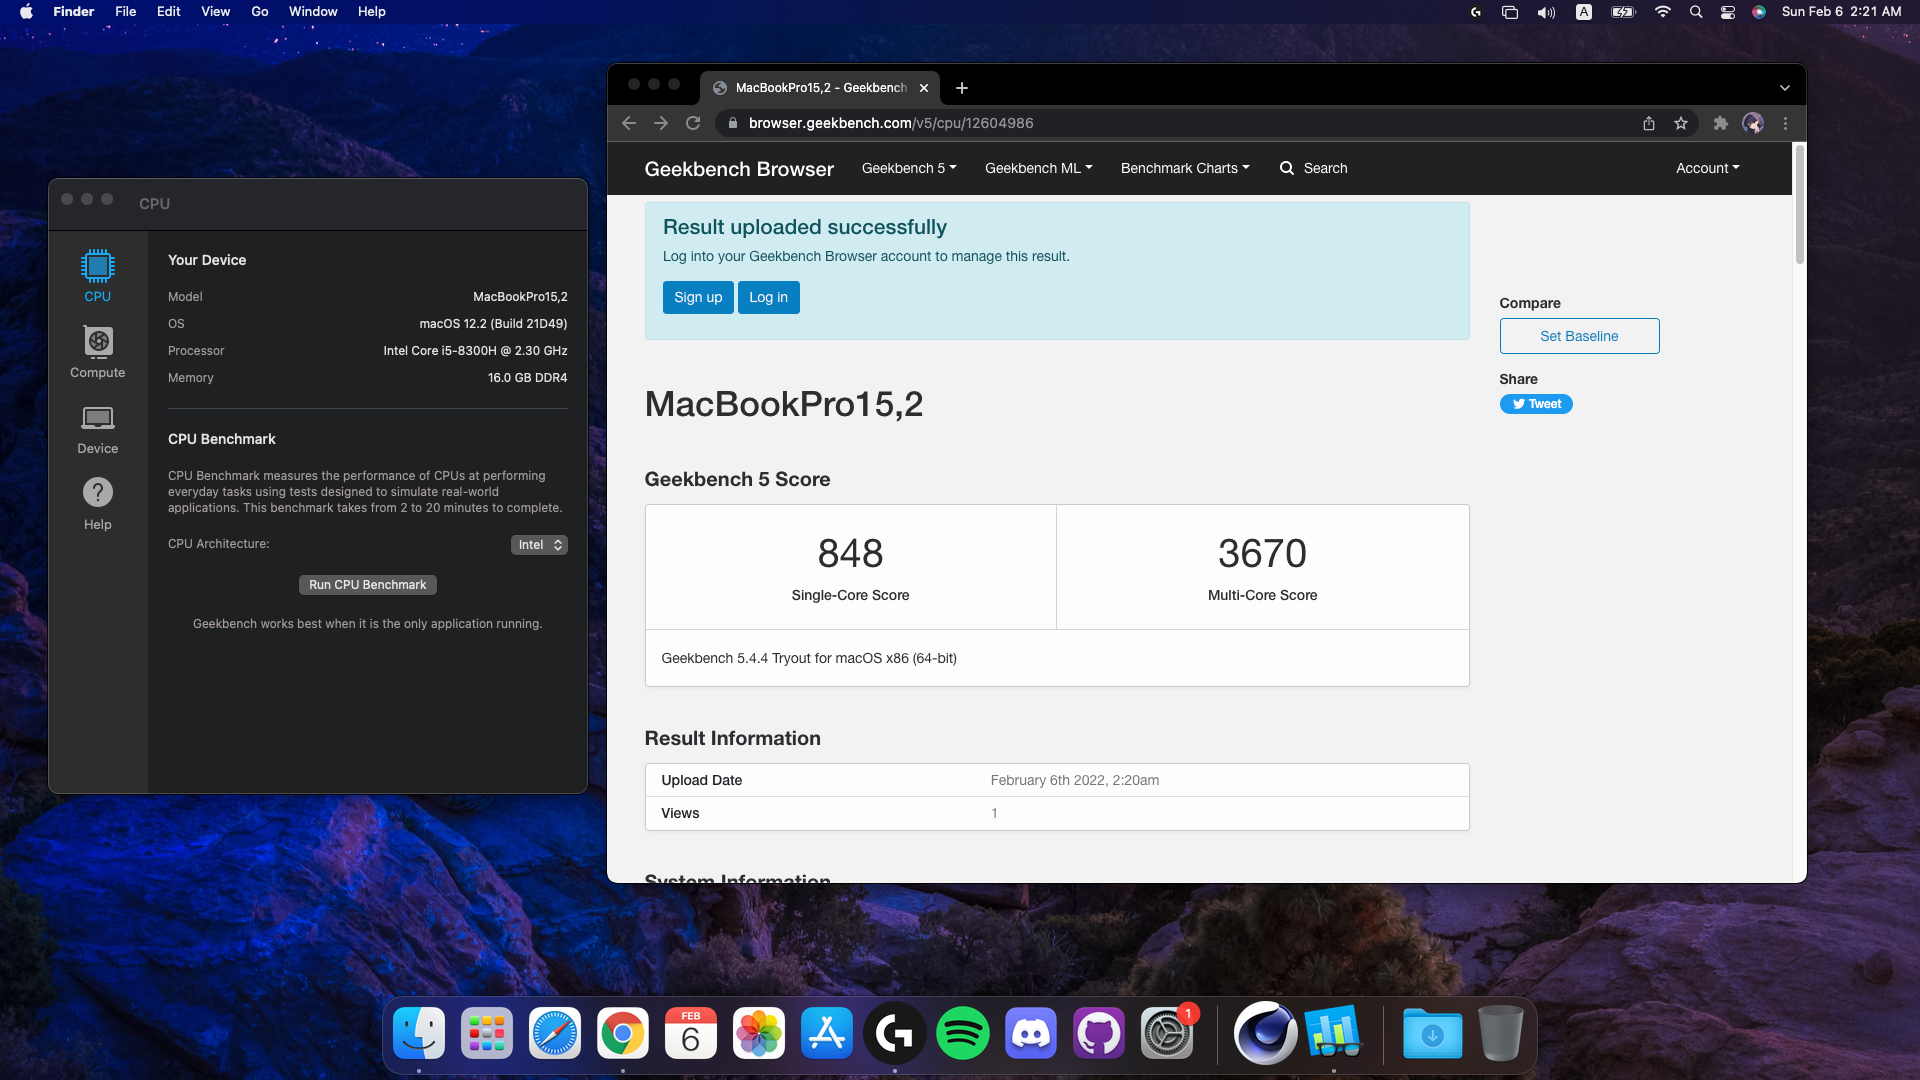 Finder File Edit View Go Window Help
A
Sun Feb 6 2:21 AM
CPU
CPU
Compute
Device
Help
Your Device
Model MacBookPro15,2
OS macOS 12.2 (Build 21D49)
Processor Intel Core i5-8300H @ 2.30 GHz
Memory 16.0 GB DDR4
CPU Benchmark
CPU Benchmark measures the performance of CPUs at performing
everyday tasks using tests designed to simulate real-world
applications. This benchmark takes from 2 to 20 minutes to complete.
CPU Architecture: Intel
Run CPU Benchmark
Geekbench works best when it is the only application running.
MacBookPro15,2 - Geekbench
browser.geekbench.com/v5/cpu/12604986
Geekbench Browser Geekbench 5 Geekbench ML Benchmark Charts Search Account
Result uploaded successfully
Log into your Geekbench Browser account to manage this result.
Sign up Log in
Compare
Set Baseline
Share
Tweet
MacBookPro15,2
Geekbench 5 Score
848 3670
Single-Core Score Multi-Core Score
Geekbench 5.4.4 Tryout for macOS x86 (64-bit)
Result Information
Upload Date February 6th 2022, 2:20am
Views 1
System Information
FEB
6
1